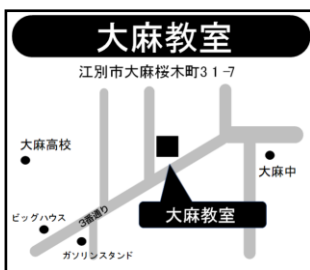 大麻教室
江別市大麻桜木町31-7
大麻高校
大麻中
3番通り
大麻教室
ビッグハウス
ガソリンスタンド